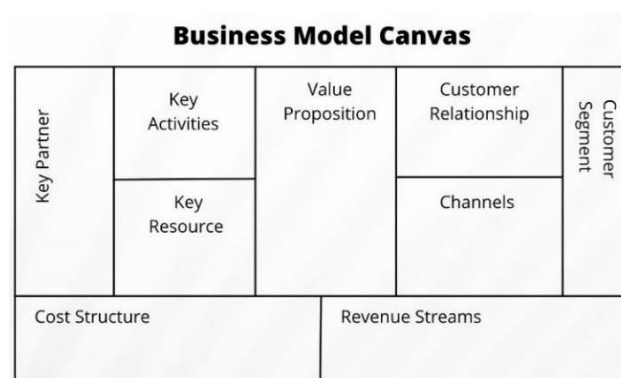 Business Model Canvas
Key Partner
Key
Activities
Key
Resource
Value
Proposition
Customer
Relationship
Channels
Customer
Segment
Cost Structure
Revenue Streams